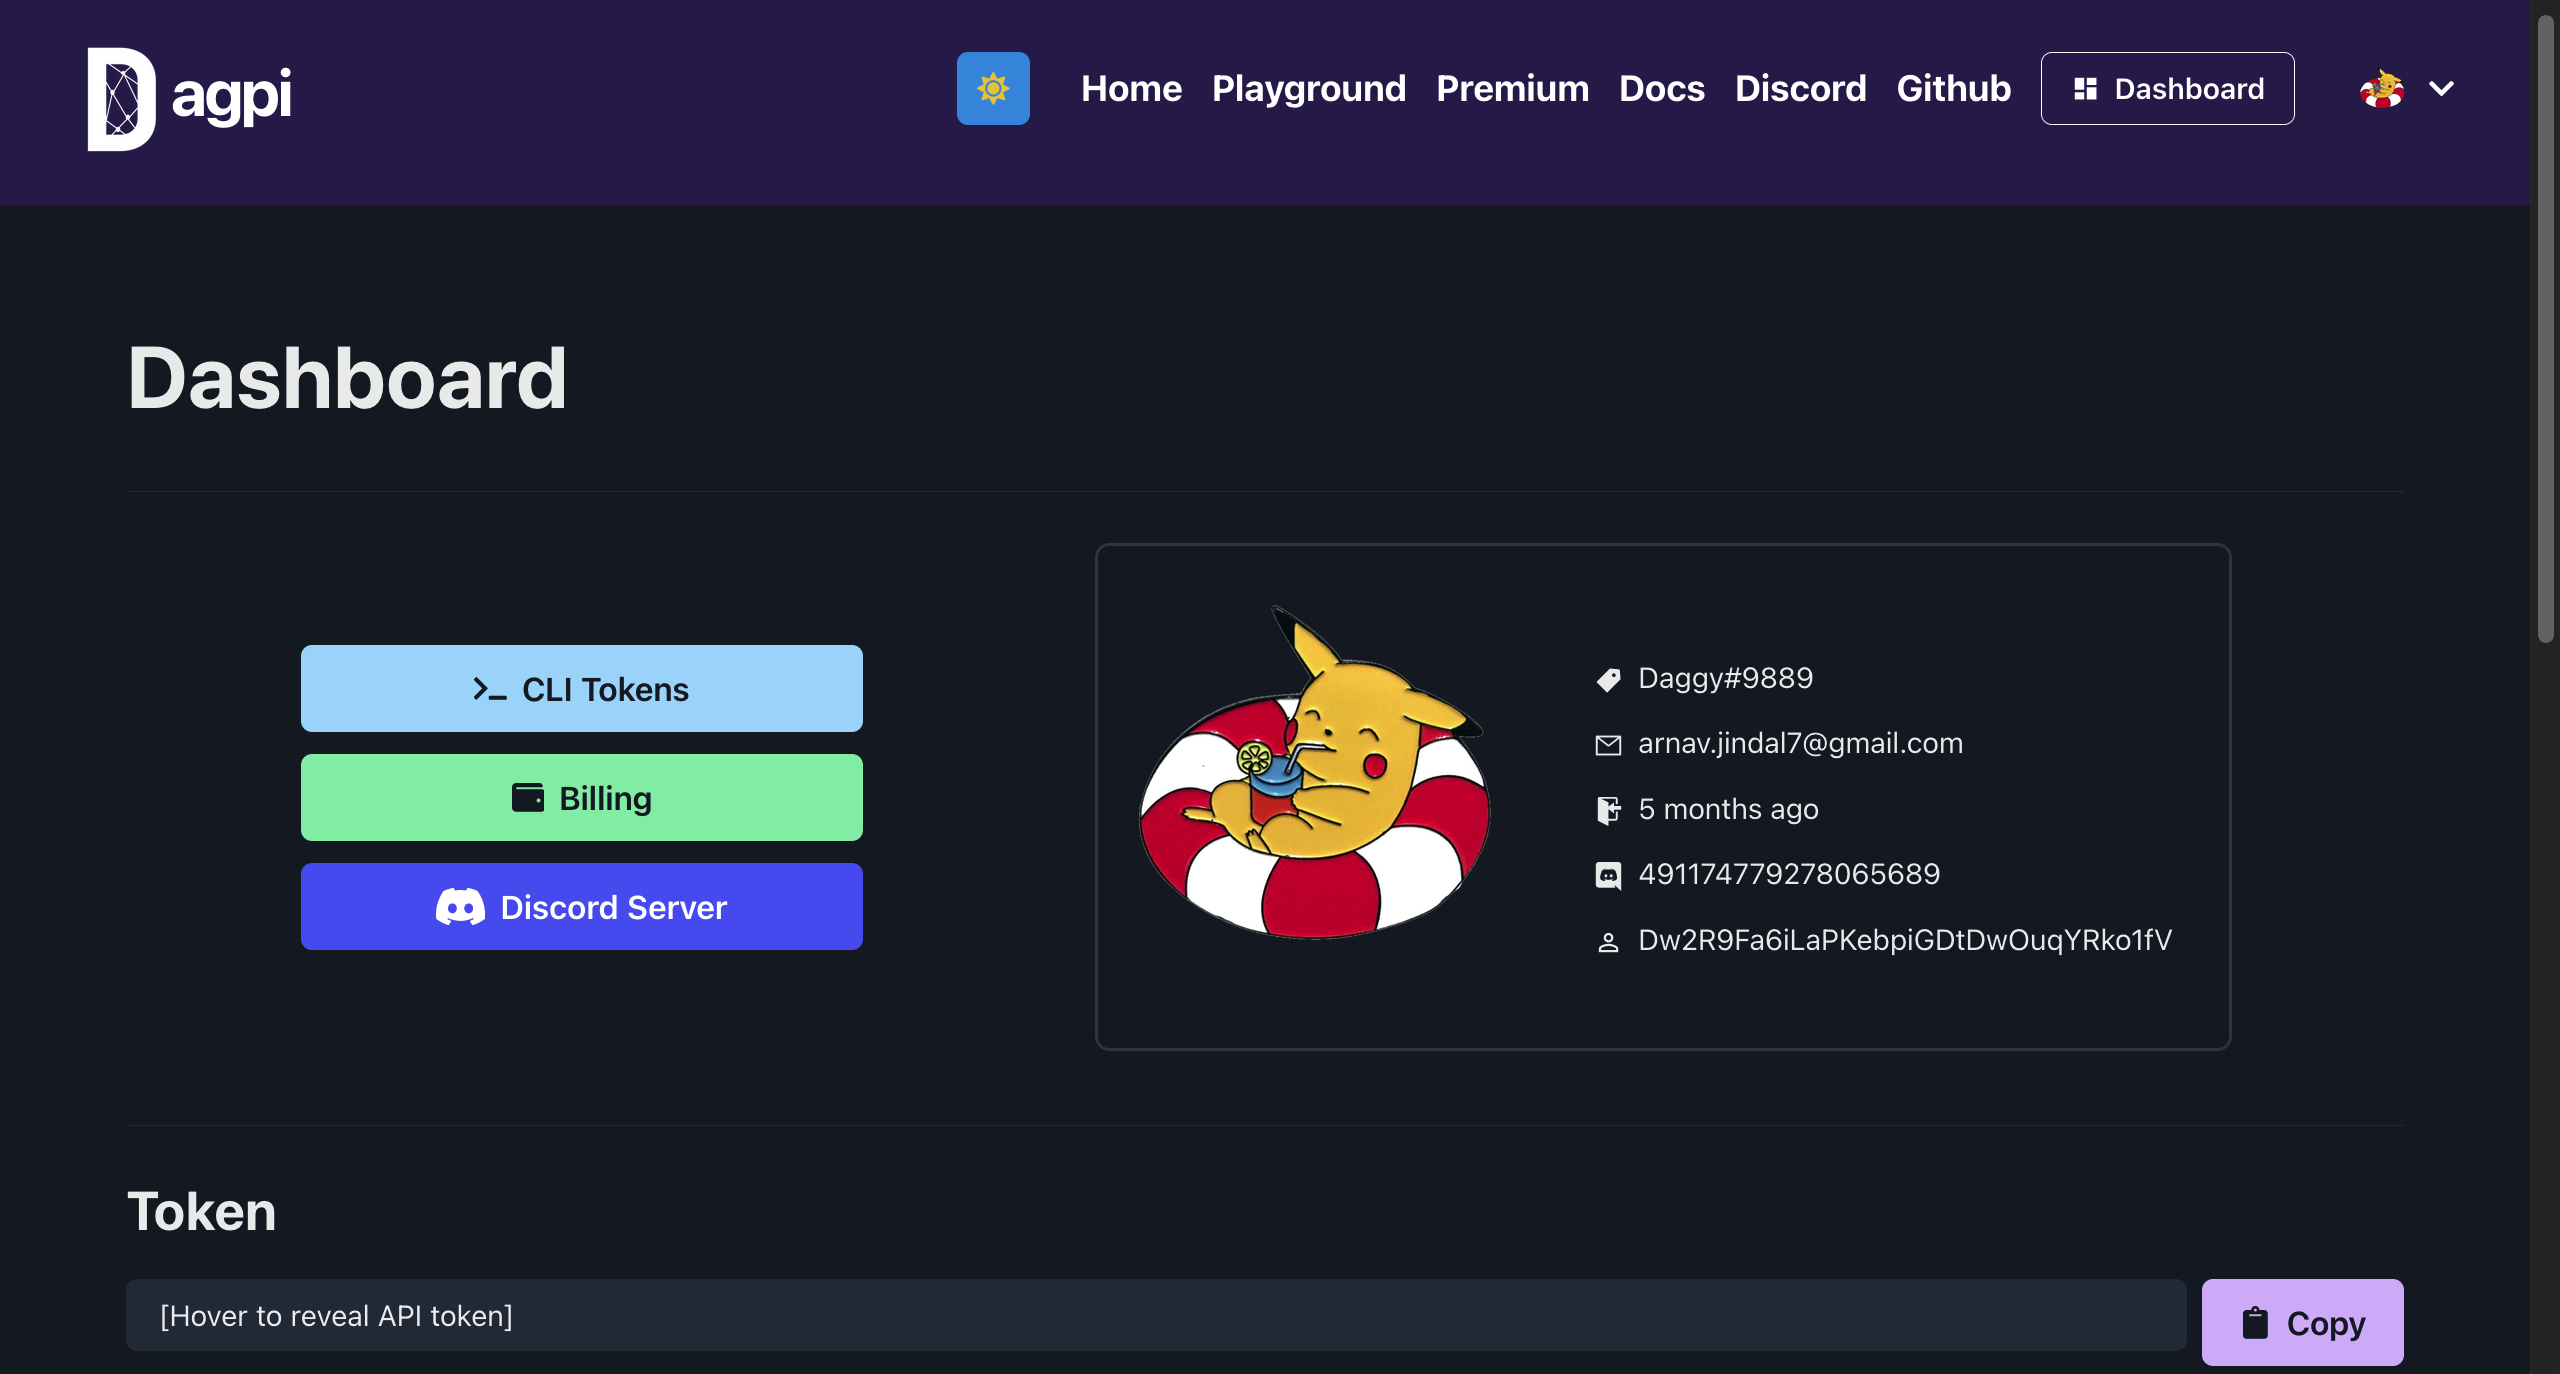 Dagpi
Home Playground Premium Docs Discord Github Dashboard
Dashboard
CLI Tokens
Billing
Discord Server
Daggy#9889
arnav.jindal7@gmail.com
5 months ago
491174779278065689
Dw2R9Fa6iLaPKebpiGDtDwOuqYRko1fV
Token
[Hover to reveal API token]
Copy